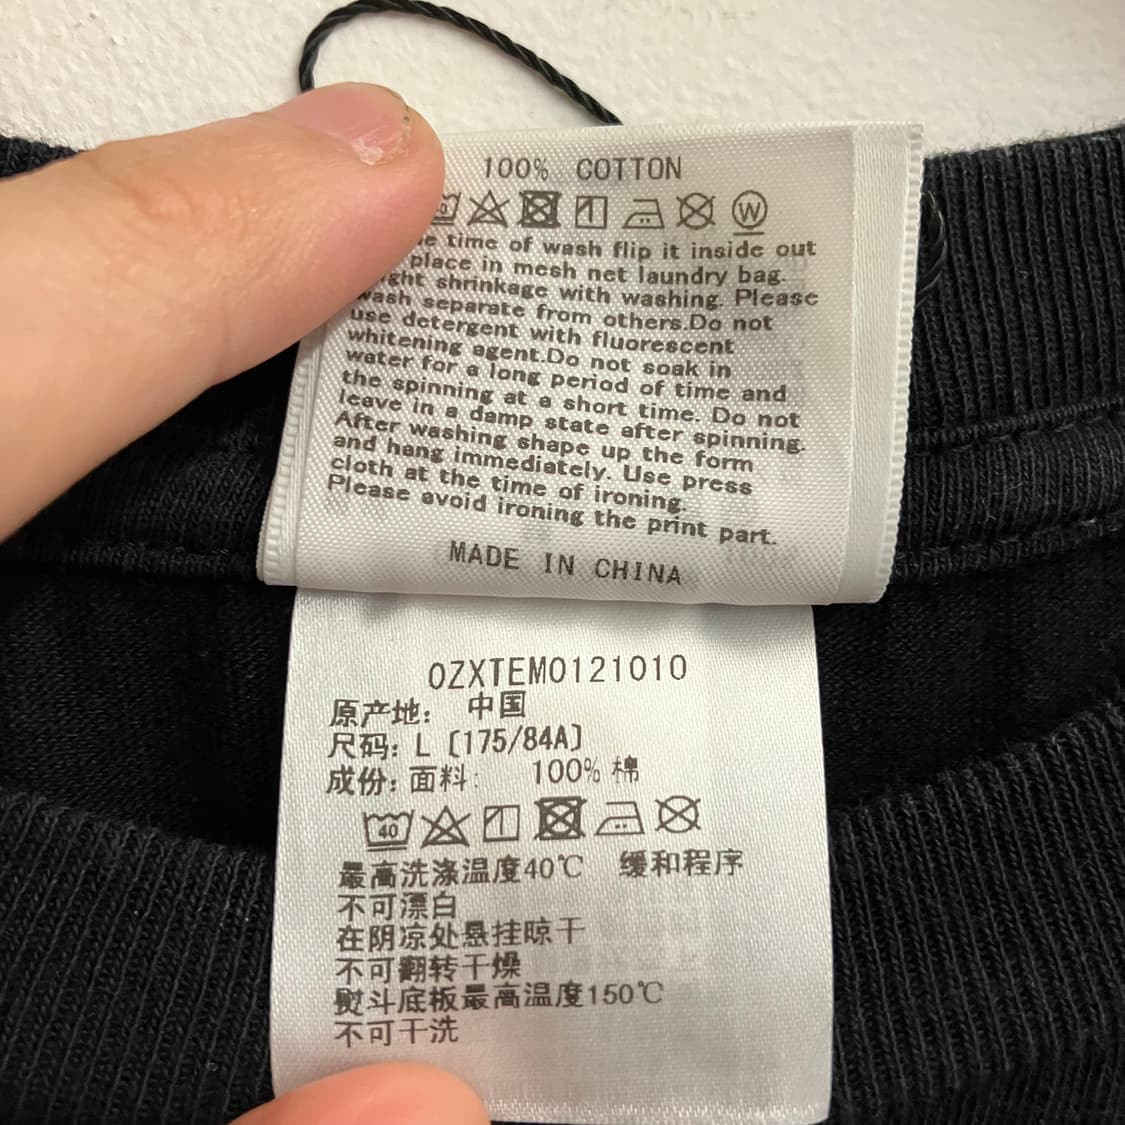 100% COTTON
40
W
time of wash flip it inside out
place in mesh net laundry bag.
shrinkage with washing. Please
wash separate from others.Do not
use detergent with fluorescent
whitening agent.Do not soak in
water for a long period of time and
the spinning at a short time. Do not
leave in a damp state after spinning.
After washing shape up the form
and hang immediately. Use press
cloth at the time of ironing.
Please avoid ironing the print part.
MADE IN CHINA
0ZXTEM0121010
原产地： 中国
尺码：L [175/84A]
成份：面料： 100% 棉
40
最高洗涤温度40℃ 缓和程序
不可漂白
在阴凉处悬挂晾干
不可翻转干燥
熨斗底板最高温度150℃
不可干洗